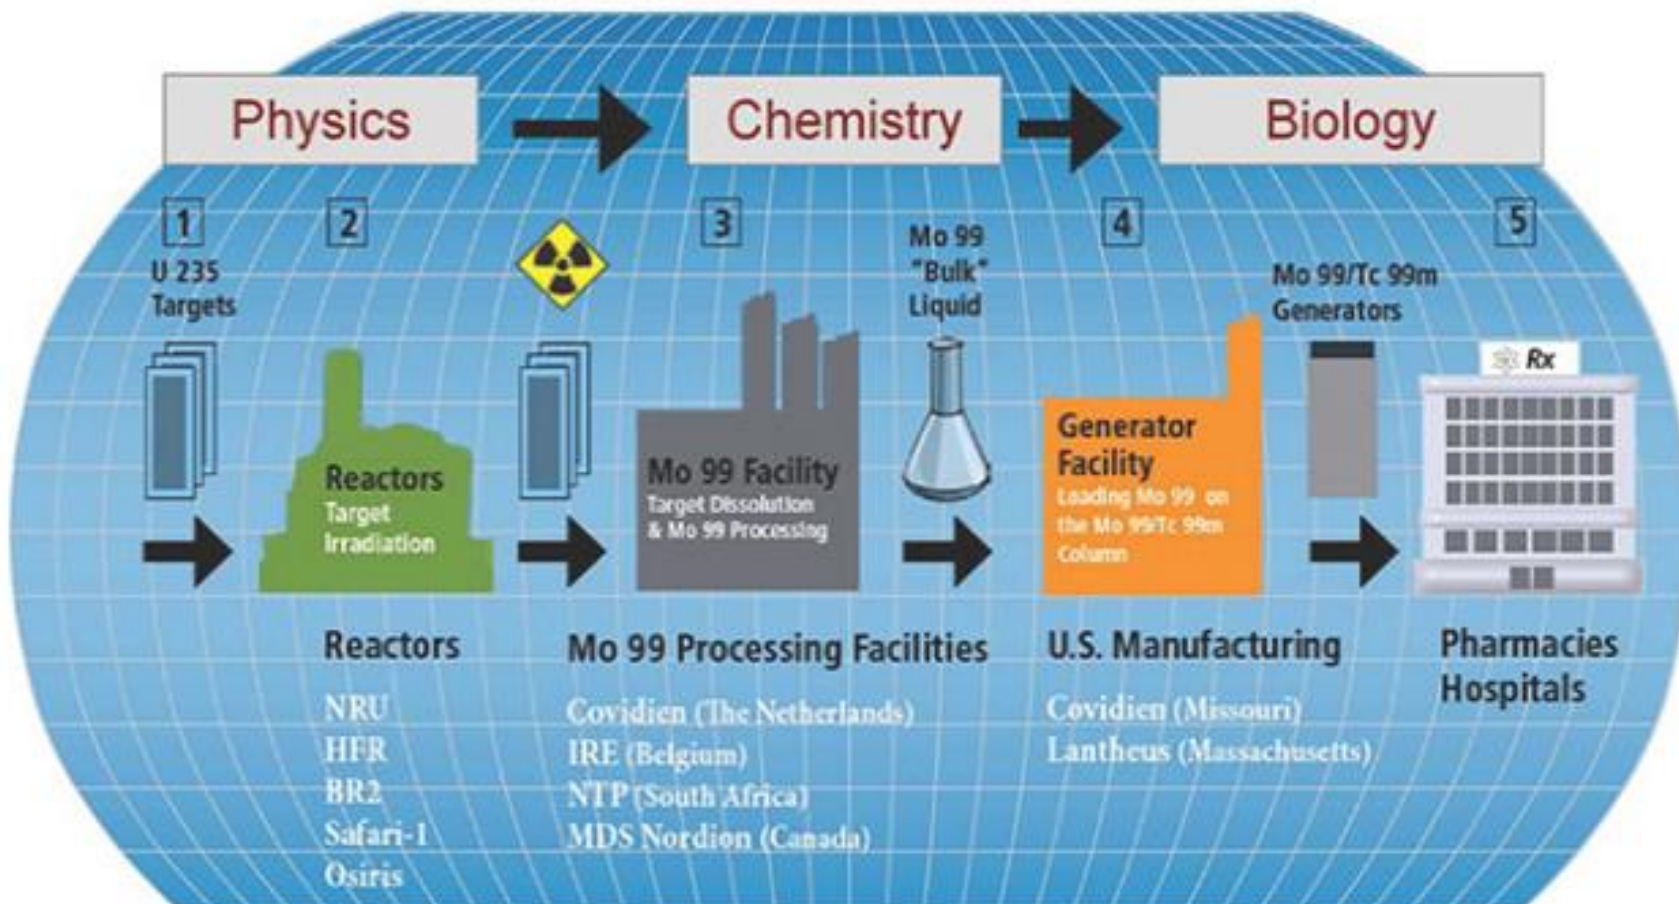 Physics
Chemistry
Biology
1
2
3
4
5
U 235
Targets
Mo 99
"Bulk"
Liquid
Mo 99/Tc 99m
Generators
Rx
Reactors
Target
Irradiation
Mo 99 Facility
Target Dissolution
& Mo 99 Processing
Generator
Facility
Loading Mo 99 on
the Mo 99/Tc 99m
Column
Reactors
NRU
HFR
BR2
Safari-1
Osiris
Mo 99 Processing Facilities
Covidien (The Netherlands)
IRE (Belgium)
NTP (South Africa)
MDS Nordion (Canada)
U.S. Manufacturing
Covidien (Missouri)
Lantheus (Massachusetts)
Pharmacies
Hospitals